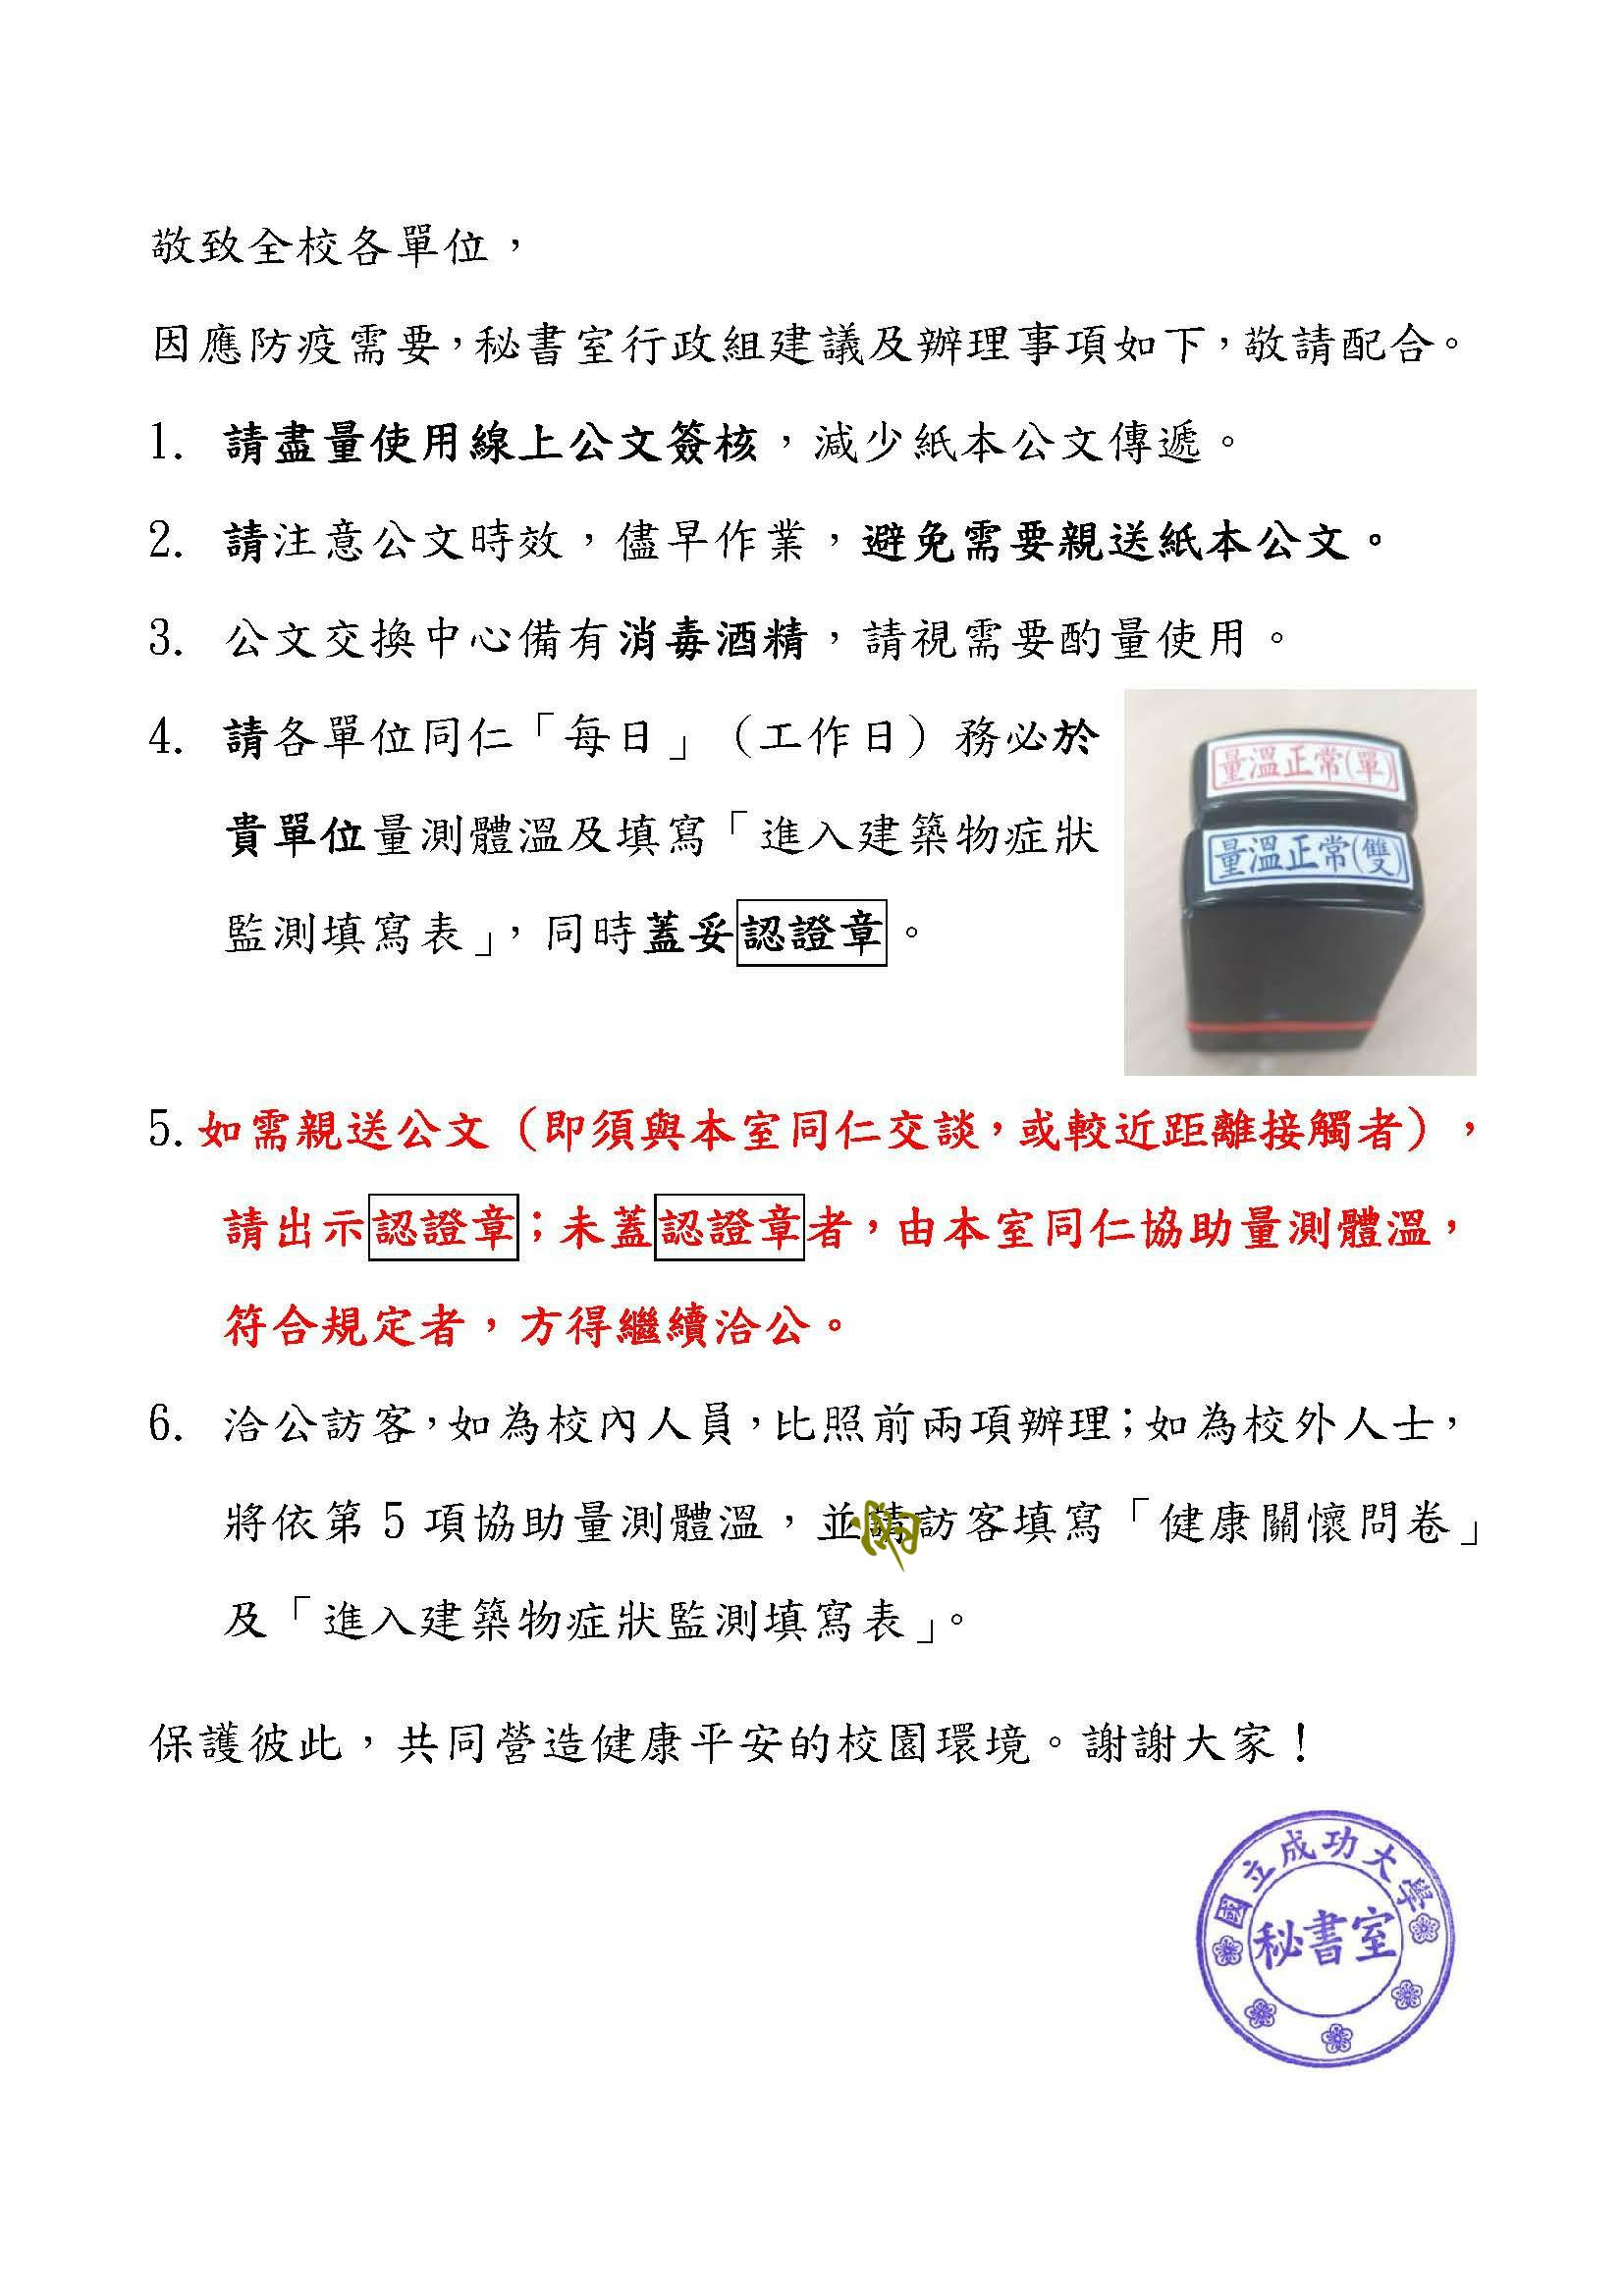 敬致全校各單位，
因應防疫需要，秘書室行政組建議及辦理事項如下，敬請配合。
1. 請盡量使用線上公文簽核，減少紙本公文傳遞。
2. 請注意公文時效，儘早作業，避免需要親送紙本公文。
3. 公文交換中心備有消毒酒精，請視需要酌量使用。
4. 請各單位同仁「每日」（工作日）務必於
貴單位量測體溫及填寫「進入建築物症狀
監測填寫表」，同時蓋妥認證章。
量溫正常(單)
量溫正常(雙)
5. 如需親送公文（即須與本室同仁交談，或較近距離接觸者），
請出示認證章；未蓋認證章者，由本室同仁協助量測體溫，
符合規定者，方得繼續洽公。
6. 洽公訪客，如為校內人員，比照前兩項辦理；如為校外人士，
將依第 5 項協助量測體溫，並訪客填寫「健康關懷問卷」
及「進入建築物症狀監測填寫表」。
保護彼此，共同營造健康平安的校園環境。謝謝大家！
國立成功大學
秘書室